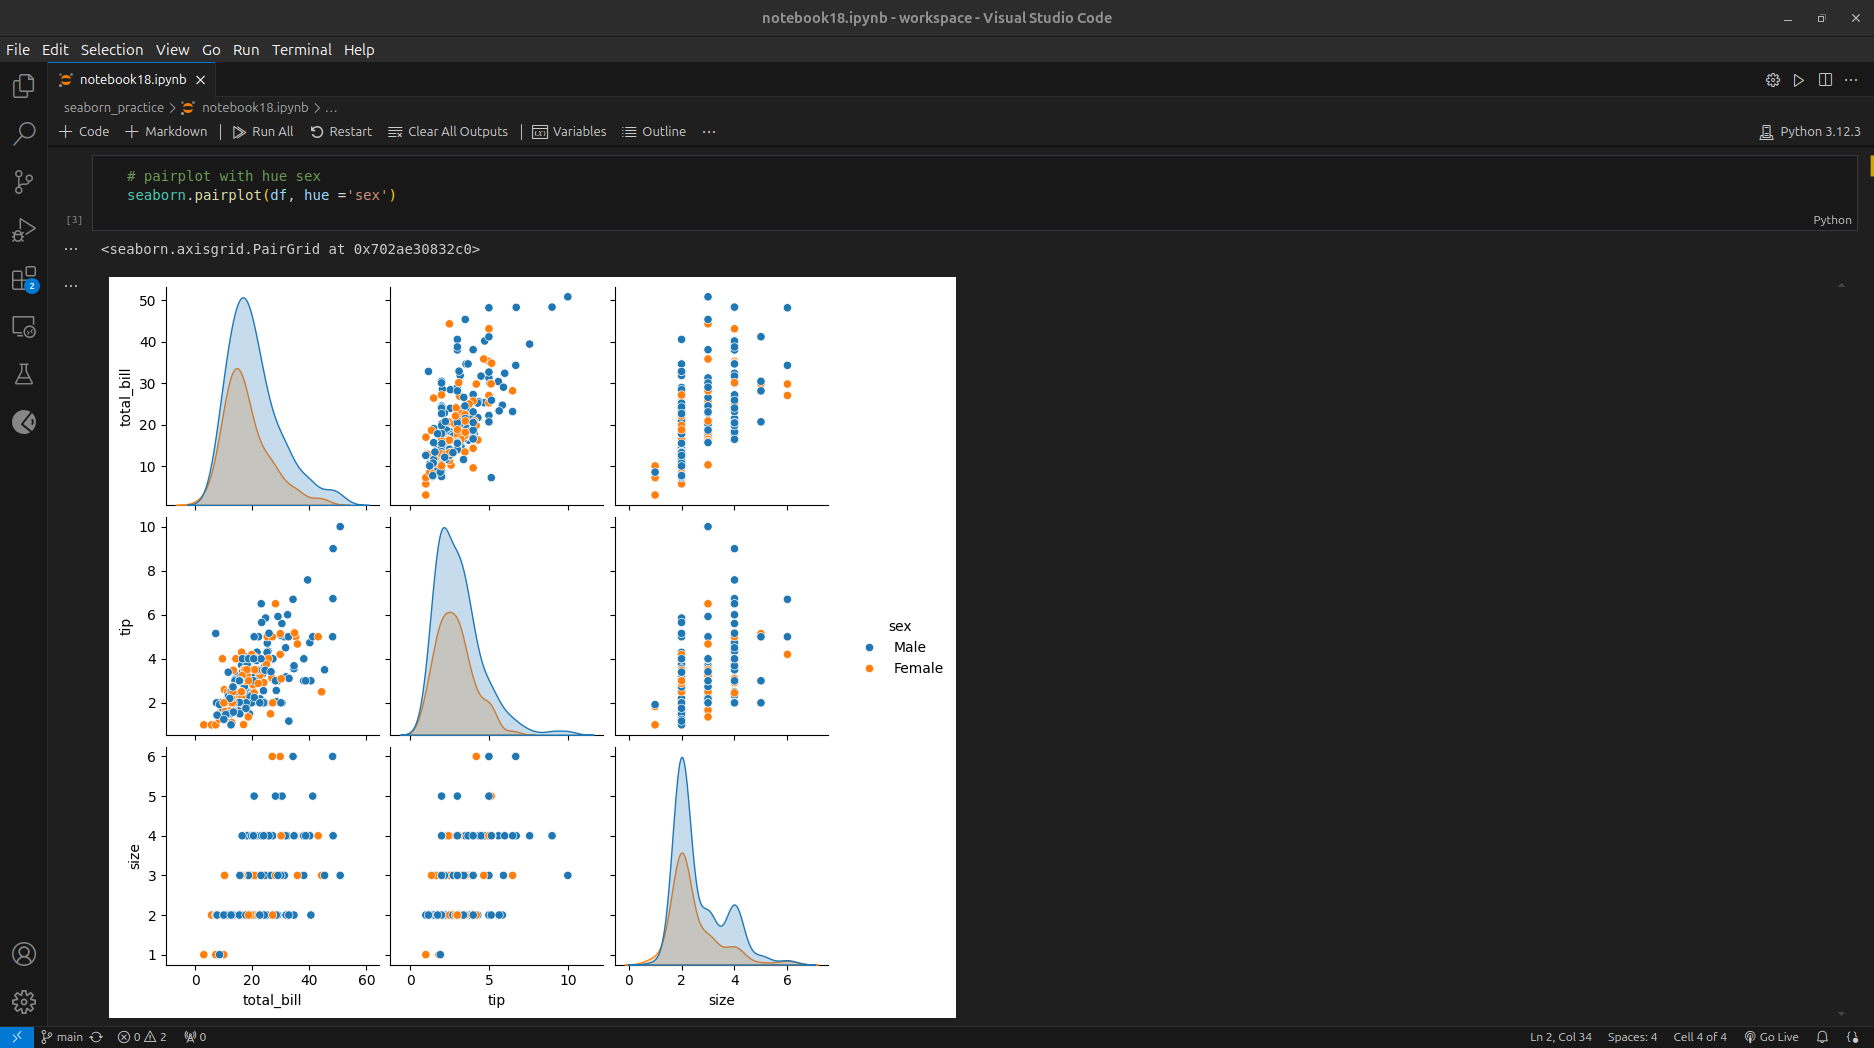 notebook18.ipynb - workspace - Visual Studio Code
File Edit Selection View Go Run Terminal Help
notebook18.ipynb
seaborn_practice > notebook18.ipynb > ...
Code Markdown Run All Restart Clear All Outputs Variables Outline ...
Python 3.12.3
# pairplot with hue sex
seaborn.pairplot(df, hue ='sex')
[3]
Python
<seaborn.axisgrid.PairGrid at 0x702ae30832c0>
50
40
30
20
10
total_bill
10
8
6
4
2
tip
sex
Male
Female
6
5
4
3
2
1
size
0 20 40 60
0 5 10
0 2 4 6
total_bill
tip
size
2
main 0 2 0
Ln 2, Col 34 Spaces: 4 Cell 4 of 4 Go Live